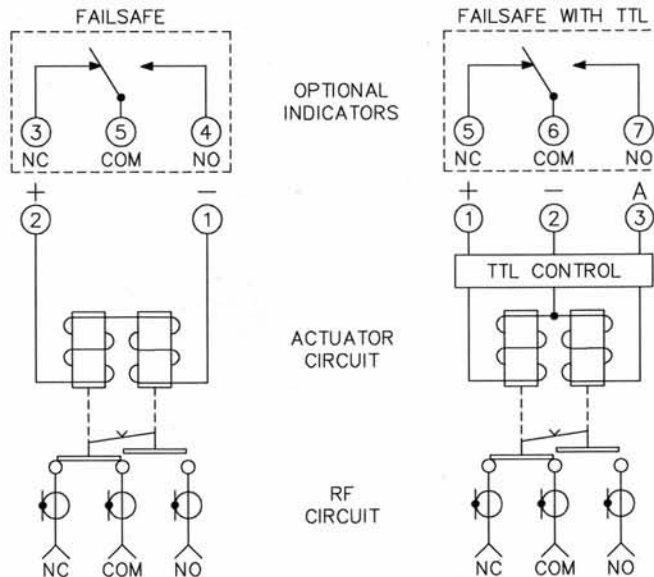 FAILSAFE
3 5 4
NC COM NO
+ −
2 1
NC COM NO
OPTIONAL
INDICATORS
ACTUATOR
CIRCUIT
RF
CIRCUIT
FAILSAFE WITH TTL
5 6 7
NC COM NO
+ − A
1 2 3
TTL CONTROL
NC COM NO